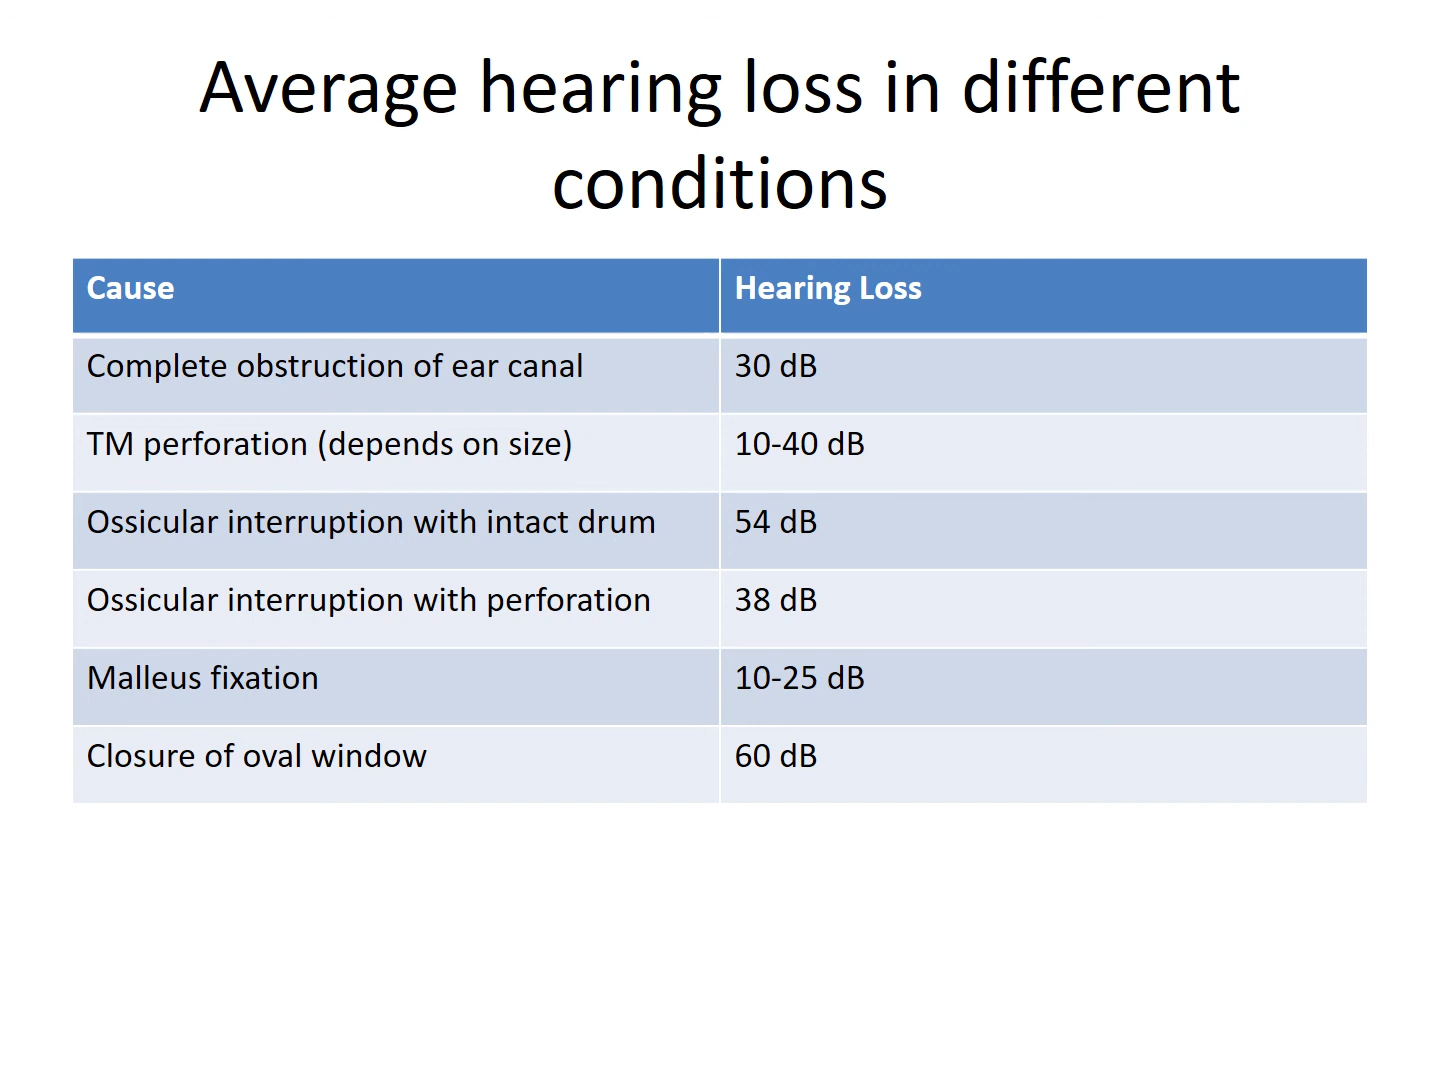 Average hearing loss in different
conditions
Cause Hearing Loss
Complete obstruction of ear canal 30 dB
TM perforation (depends on size) 10-40 dB
Ossicular interruption with intact drum 54 dB
Ossicular interruption with perforation 38 dB
Malleus fixation 10-25 dB
Closure of oval window 60 dB